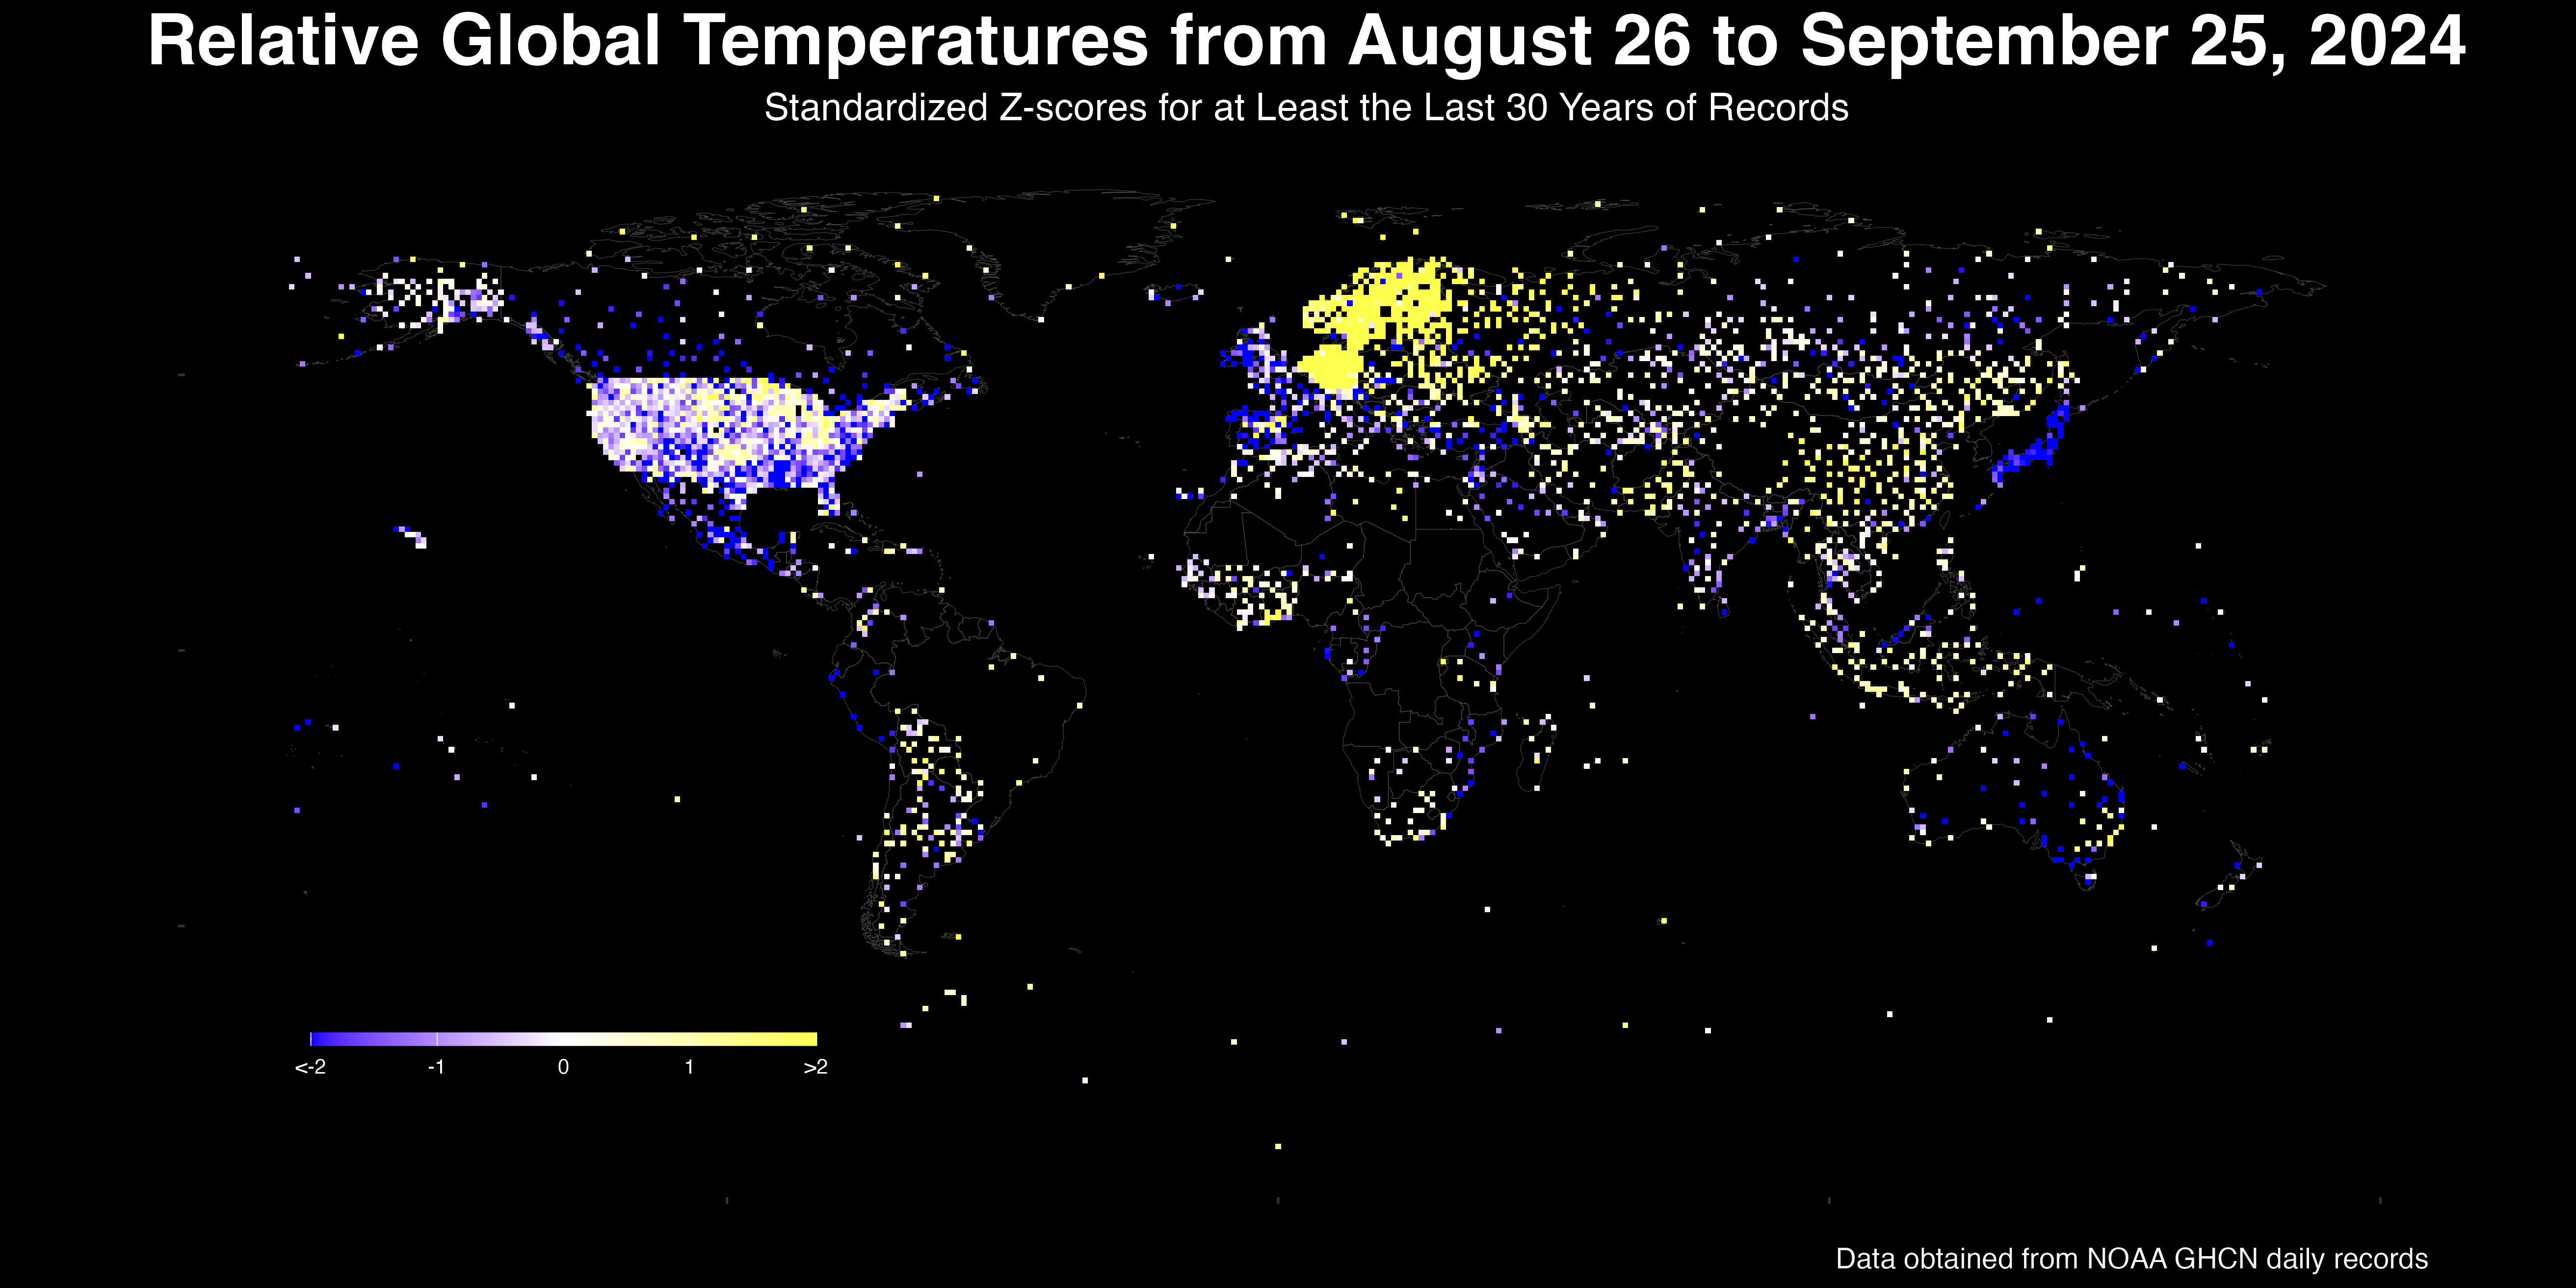 Relative Global Temperatures from August 26 to September 25, 2024
Standardized Z-scores for at Least the Last 30 Years of Records
<-2 -1 0 1 >2
Data obtained from NOAA GHCN daily records